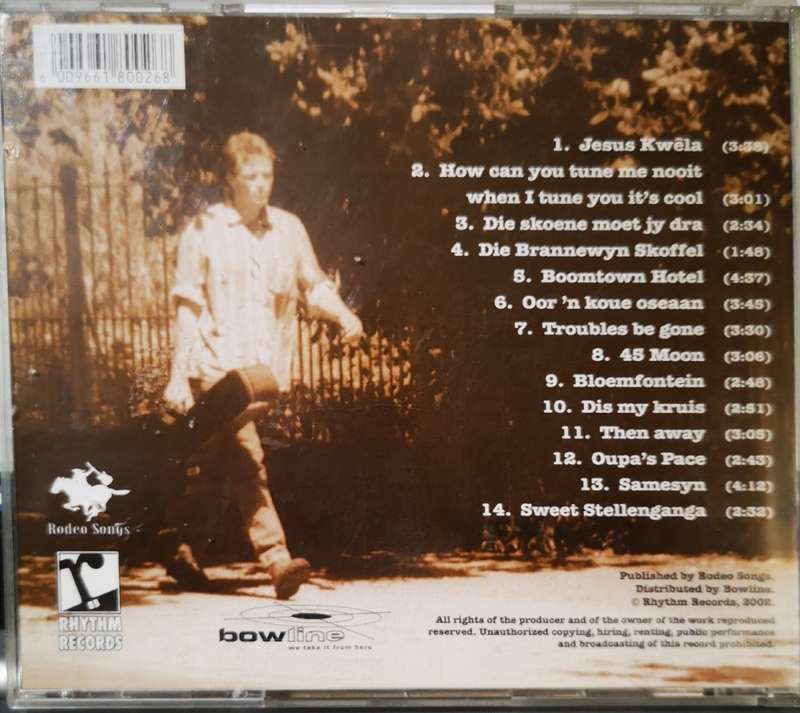 6 009661 800268
1. Jesus Kwêla (3:38)
2. How can you tune me nooit
when I tune you it's cool (3:01)
3. Die skoene moet jy dra (2:34)
4. Die Brannewyn Skoffel (1:48)
5. Boomtown Hotel (4:37)
6. Oor 'n koue oseaan (3:45)
7. Troubles be gone (3:30)
8. 45 Moon (3:06)
9. Bloemfontein (2:48)
10. Dis my kruis (2:51)
11. Then away (3:05)
12. Oupa's Pace (2:43)
13. Samesyn (4:12)
14. Sweet Stellenganga (2:32)
Rodeo Songs
r.
RHYTHM
RECORDS
bowline
we take it from here
Published by Rodeo Songs.
Distributed by Bowline.
© Rhythm Records, 2002.
All rights of the producer and of the owner of the work reproduced
reserved. Unauthorized copying, hiring, renting, public performance
and broadcasting of this record prohibited.